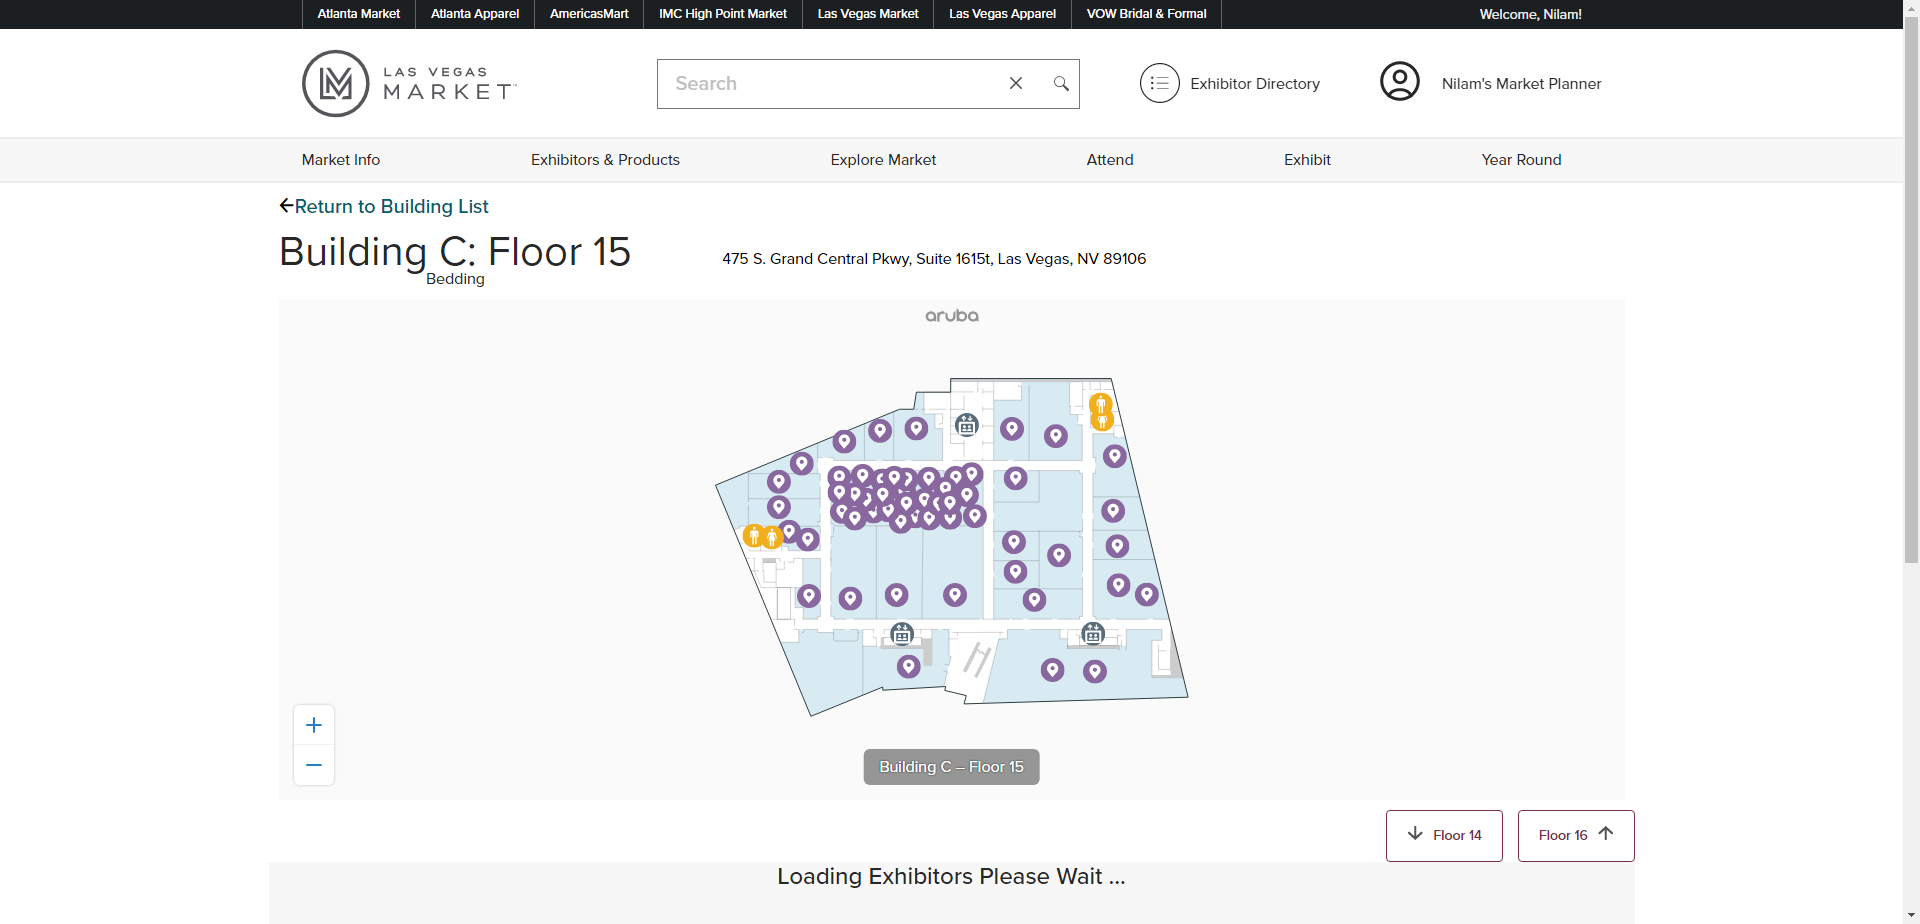 Atlanta Market
Atlanta Apparel
AmericasMart
IMC High Point Market
Las Vegas Market
Las Vegas Apparel
VOW Bridal & Formal
Welcome, Nilam!
LM
LAS VEGAS
MARKET
Search
Exhibitor Directory
Nilam's Market Planner
Market Info
Exhibitors & Products
Explore Market
Attend
Exhibit
Year Round
Return to Building List
Building C: Floor 15
Bedding
475 S. Grand Central Pkwy, Suite 1615t, Las Vegas, NV 89106
aruba
+
−
Building C – Floor 15
Floor 14
Floor 16
Loading Exhibitors Please Wait ...